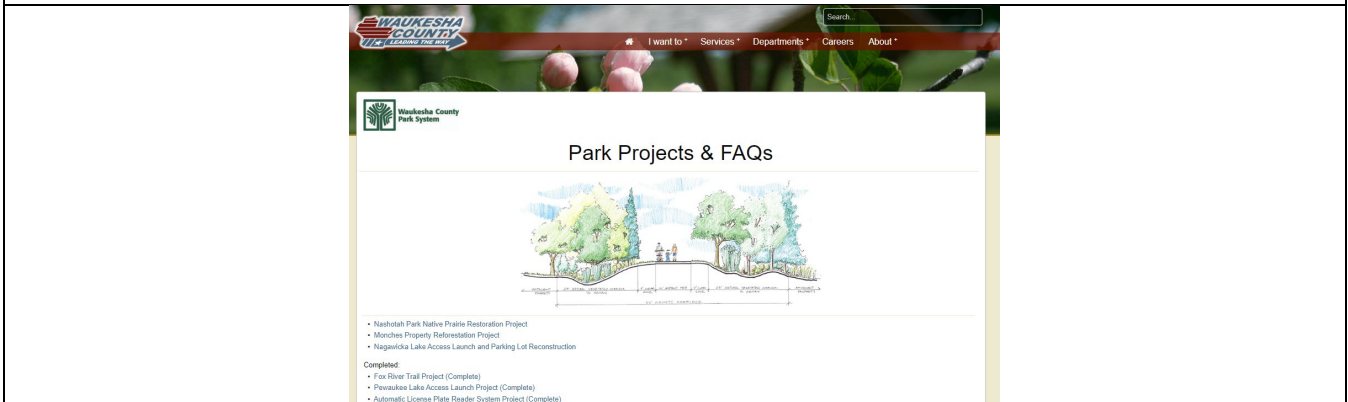 WAUKESHA
COUNTY
LEADING THE WAY
Search...
I want to + Services + Departments + Careers About +
Waukesha County
Park System
Park Projects & FAQs
• Nashotah Park Native Prairie Restoration Project
• Monches Property Reforestation Project
• Nagawicka Lake Access Launch and Parking Lot Reconstruction
Completed:
• Fox River Trail Project (Complete)
• Pewaukee Lake Access Launch Project (Complete)
• Automatic License Plate Reader System Project (Complete)